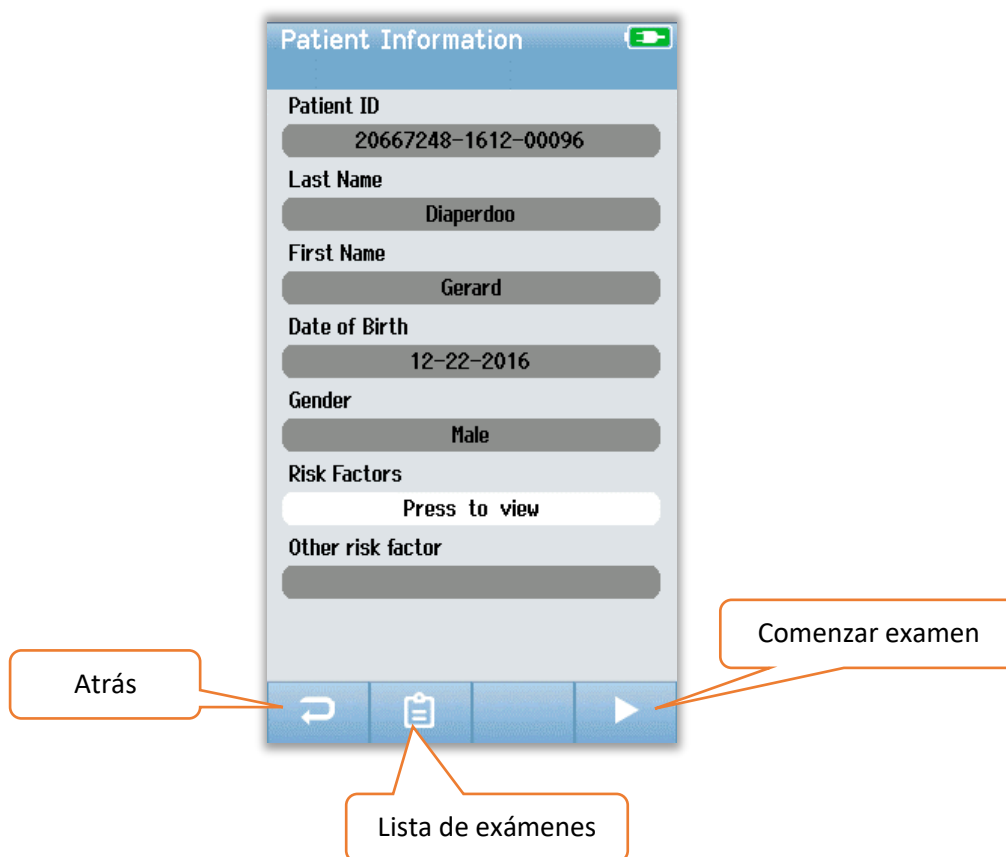 Patient Information
Patient ID
20667248-1612-00096
Last Name
Diaperdoo
First Name
Gerard
Date of Birth
12-22-2016
Gender
Male
Risk Factors
Press to view
Other risk factor
Comenzar examen
Atrás
Lista de exámenes